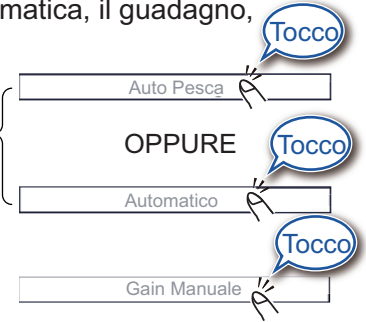 matica, il guadagno,
Tocco
Auto Pesca
OPPURE
Tocco
Automatico
Tocco
Gain Manuale